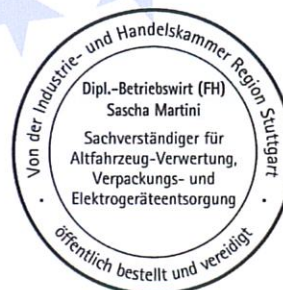 Von der Industrie- und Handelskammer Region Stuttgart
Dipl.-Betriebswirt (FH)
Sascha Martini
Sachverständiger für
Altfahrzeug-Verwertung,
Verpackungs- und
Elektrogeräteentsorgung
öffentlich bestellt und vereidigt